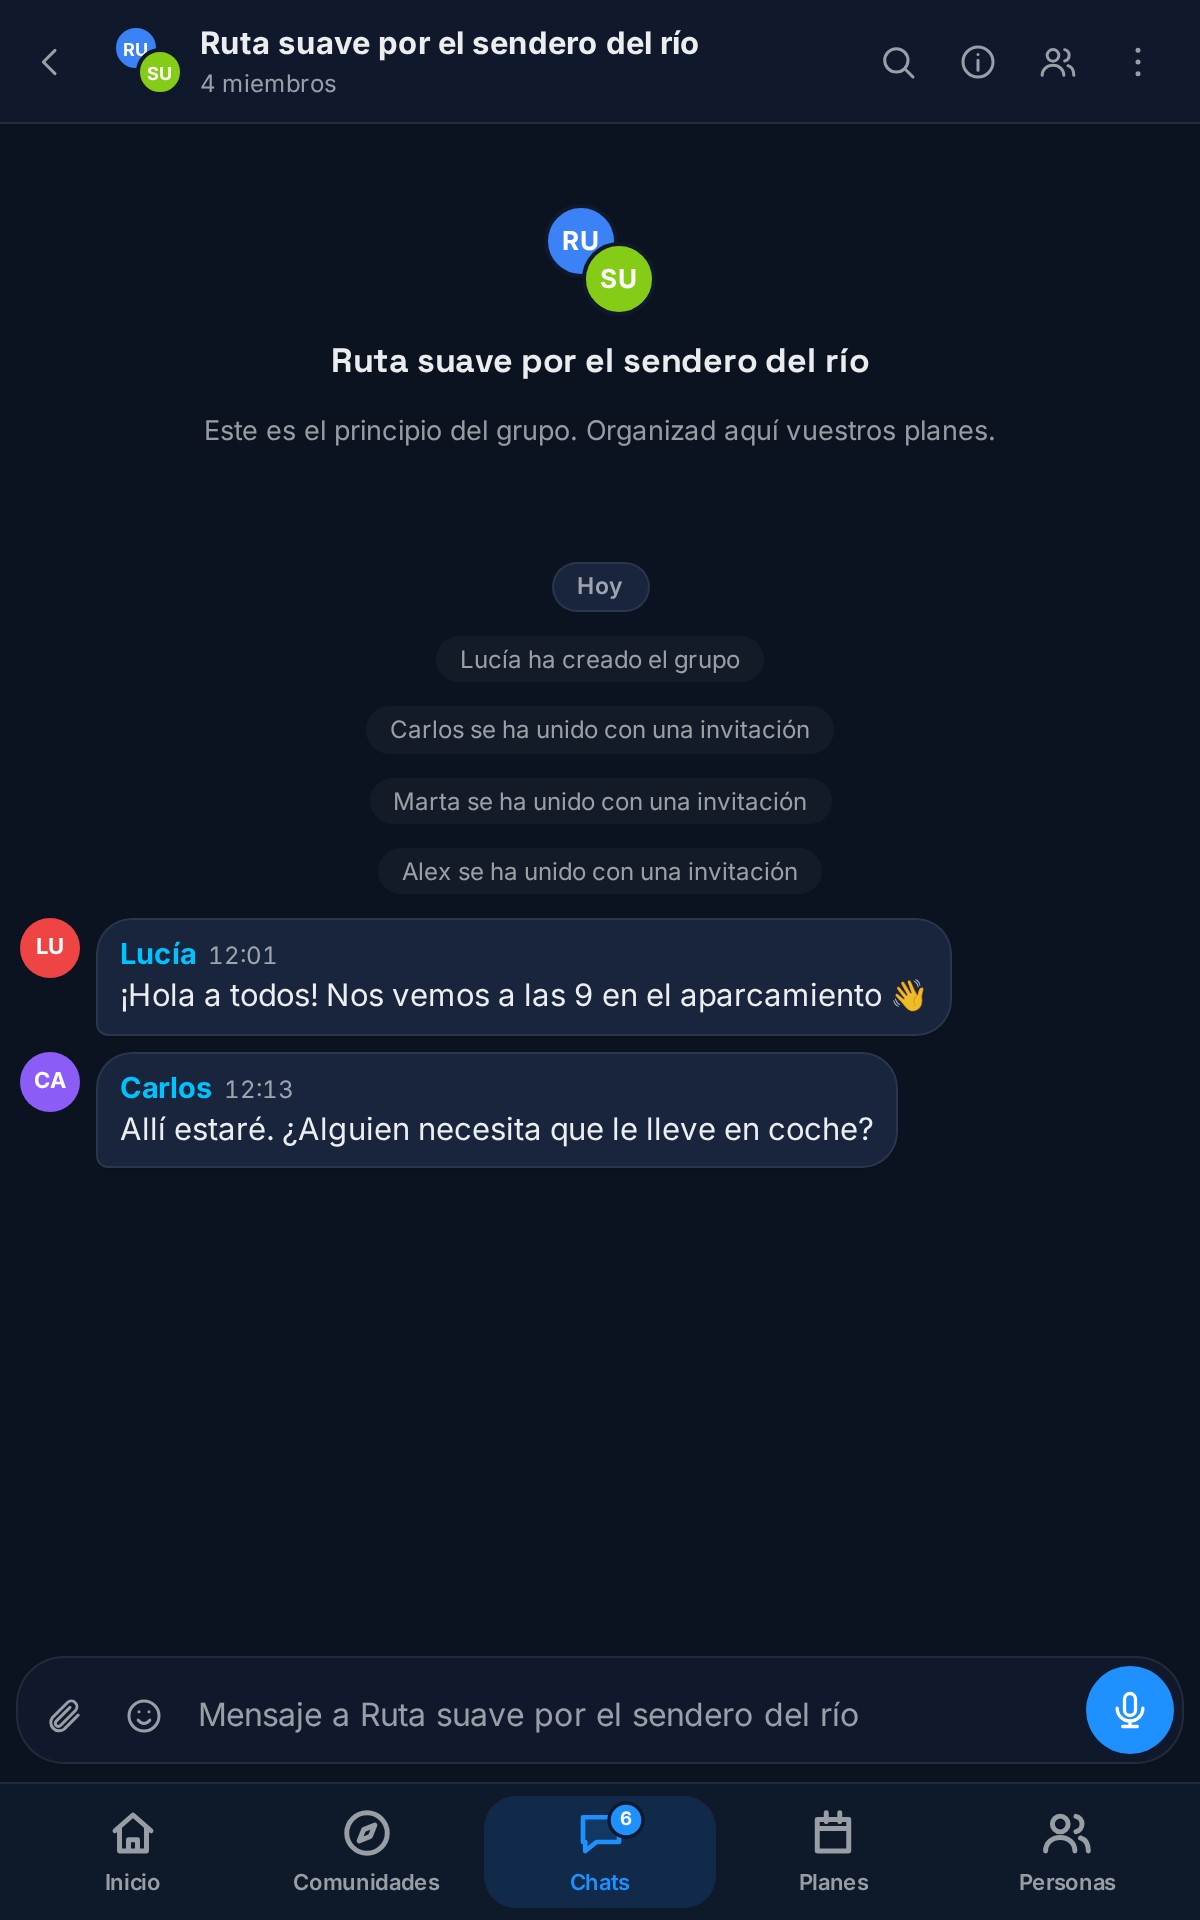 RU
SU
Ruta suave por el sendero del río
4 miembros
RU
SU
Ruta suave por el sendero del río
Este es el principio del grupo. Organizad aquí vuestros planes.
Hoy
Lucía ha creado el grupo
Carlos se ha unido con una invitación
Marta se ha unido con una invitación
Alex se ha unido con una invitación
LU
Lucía 12:01
¡Hola a todos! Nos vemos a las 9 en el aparcamiento 👋
CA
Carlos 12:13
Allí estaré. ¿Alguien necesita que le lleve en coche?
Mensaje a Ruta suave por el sendero del río
6
Inicio
Comunidades
Chats
Planes
Personas